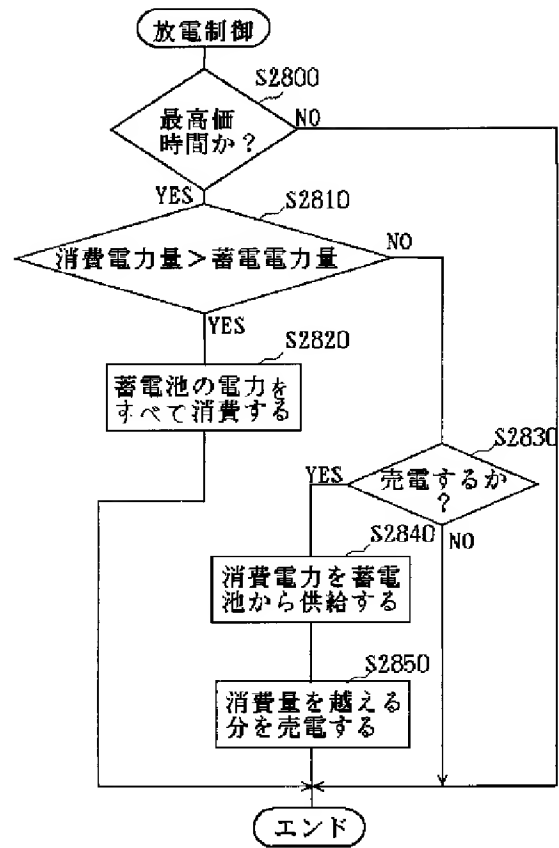 放電制御
S2800
最高価
時間か?
NO
YES
S2810
消費電力量>蓄電電力量
NO
YES
S2820
蓄電池の電力を
すべて消費する
S2830
売電するか
?
YES
NO
S2840
消費電力を蓄電
池から供給する
S2850
消費量を越える
分を売電する
エンド